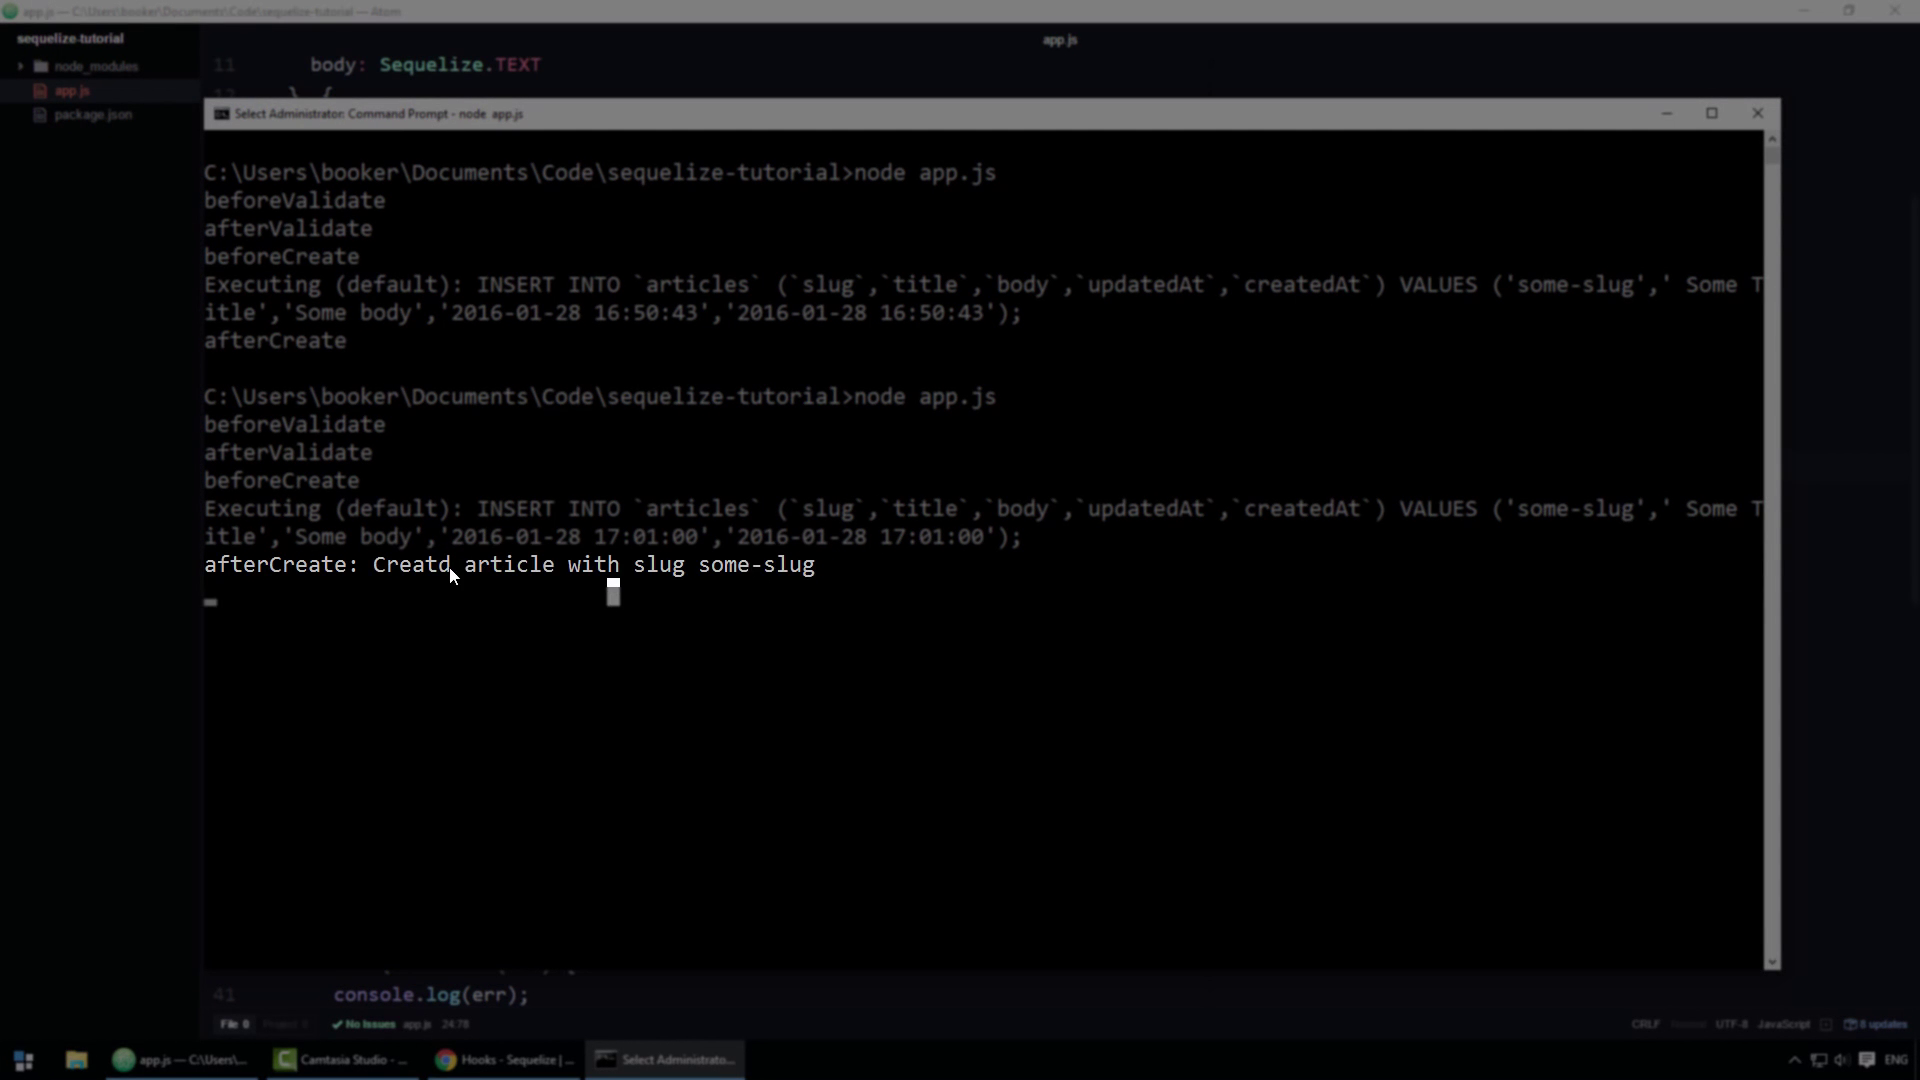 app.js — C:\Users\booker\Documents\Code\sequelize-tutorial — Atom
sequelize-tutorial
app.js
node_modules
app.js
package.json
11 body: Sequelize.TEXT
12 }, {
Select Administrator: Command Prompt - node app.js
C:\Users\booker\Documents\Code\sequelize-tutorial>node app.js
beforeValidate
afterValidate
beforeCreate
Executing (default): INSERT INTO `articles` (`slug`,`title`,`body`,`updatedAt`,`createdAt`) VALUES ('some-slug',' Some T
itle','Some body','2016-01-28 16:50:43','2016-01-28 16:50:43');
afterCreate
C:\Users\booker\Documents\Code\sequelize-tutorial>node app.js
beforeValidate
afterValidate
beforeCreate
Executing (default): INSERT INTO `articles` (`slug`,`title`,`body`,`updatedAt`,`createdAt`) VALUES ('some-slug',' Some T
itle','Some body','2016-01-28 17:01:00','2016-01-28 17:01:00');
afterCreate: Creatd article with slug some-slug
41 console.log(err);
File 0 Project 0 No Issues app.js 24:78 CRLF UTF-8 JavaScript 8 updates
app.js — C:\Users\... Camtasia Studio - ... Hooks - Sequelize | ... Select Administrato... ENG